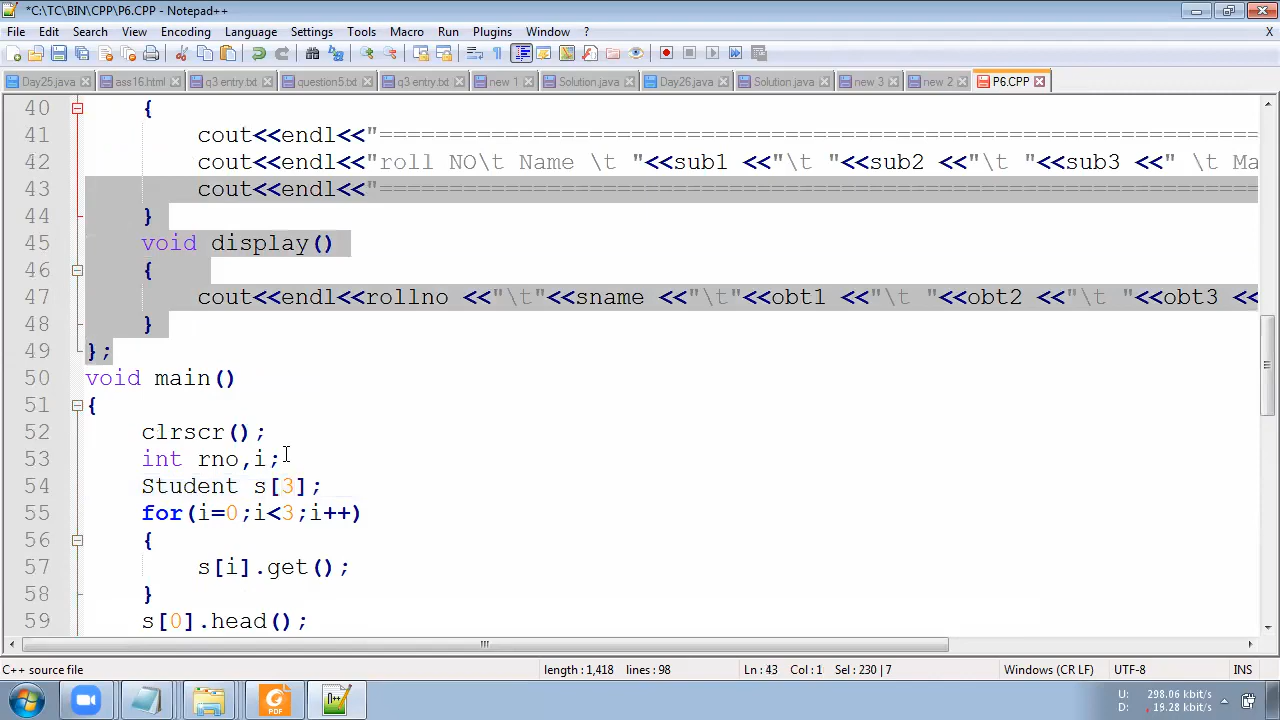 *C:\TC\BIN\CPP\P6.CPP - Notepad++
File Edit Search View Encoding Language Settings Tools Macro Run Plugins Window ? X
Day25.java ass16.html q3 entry.txt question5.txt q3 entry.txt new 1 Solution.java Day26.java Solution.java new 3 new 2 P6.CPP
40 {
41 cout<<endl<<"===============================================================
42 cout<<endl<<"roll NO\t Name \t "<<sub1 <<"\t "<<sub2 <<"\t "<<sub3 <<" \t Ma
43 cout<<endl<<"===============================================================
44 }
45 void display()
46 {
47 cout<<endl<<rollno <<"\t"<<sname <<"\t"<<obt1 <<"\t "<<obt2 <<"\t "<<obt3 <<
48 }
49 };
50 void main()
51 {
52 clrscr();
53 int rno,i;
54 Student s[3];
55 for(i=0;i<3;i++)
56 {
57 s[i].get();
58 }
59 s[0].head();
C++ source file length : 1,418 lines : 98 Ln : 43 Col : 1 Sel : 230 | 7 Windows (CR LF) UTF-8 INS
PDF
N++
U: 298.06 kbit/s
D: 19.28 kbit/s